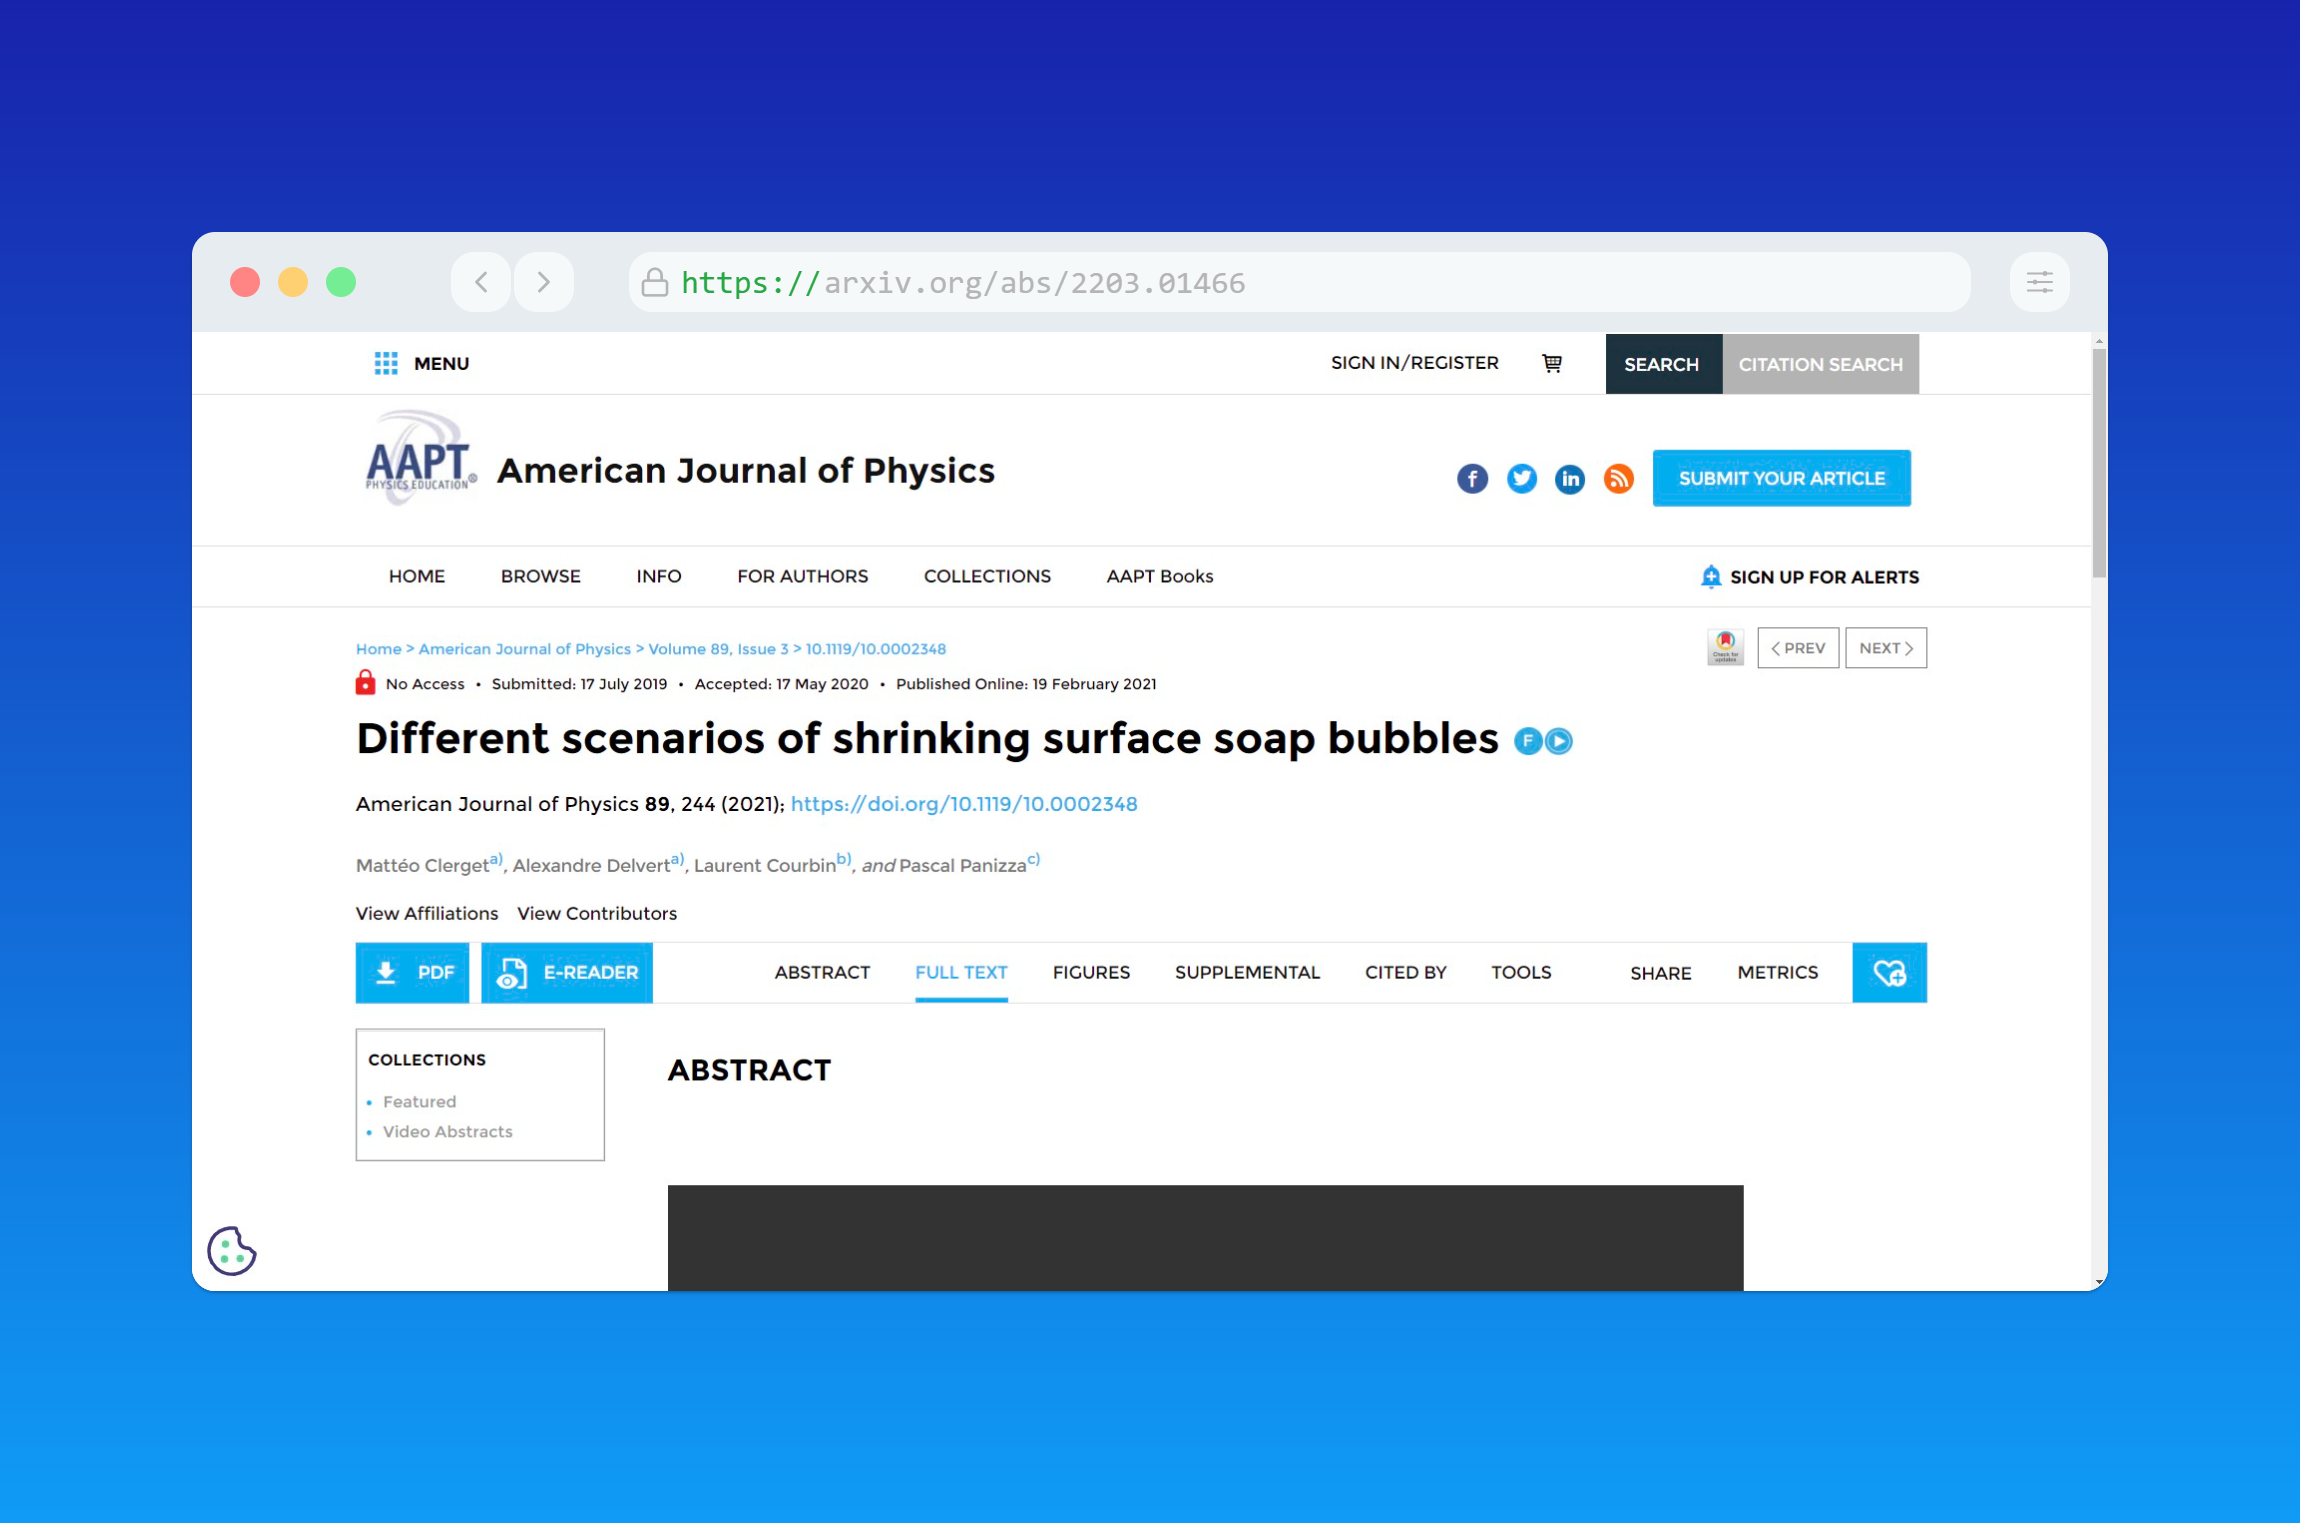 https://arxiv.org/abs/2203.01466
MENU
SIGN IN/REGISTER
SEARCH
CITATION SEARCH
AAPT
PHYSICS EDUCATION
American Journal of Physics
SUBMIT YOUR ARTICLE
HOME BROWSE INFO FOR AUTHORS COLLECTIONS AAPT Books
SIGN UP FOR ALERTS
Home > American Journal of Physics > Volume 89, Issue 3 > 10.1119/10.0002348
Check for
updates
< PREV
NEXT >
No Access • Submitted: 17 July 2019 • Accepted: 17 May 2020 • Published Online: 19 February 2021
Different scenarios of shrinking surface soap bubbles F
American Journal of Physics 89, 244 (2021); https://doi.org/10.1119/10.0002348
Mattéo Clerget a), Alexandre Delvert a), Laurent Courbin b), and Pascal Panizza c)
View Affiliations View Contributors
PDF E-READER ABSTRACT FULL TEXT FIGURES SUPPLEMENTAL CITED BY TOOLS SHARE METRICS
COLLECTIONS
• Featured
• Video Abstracts
ABSTRACT